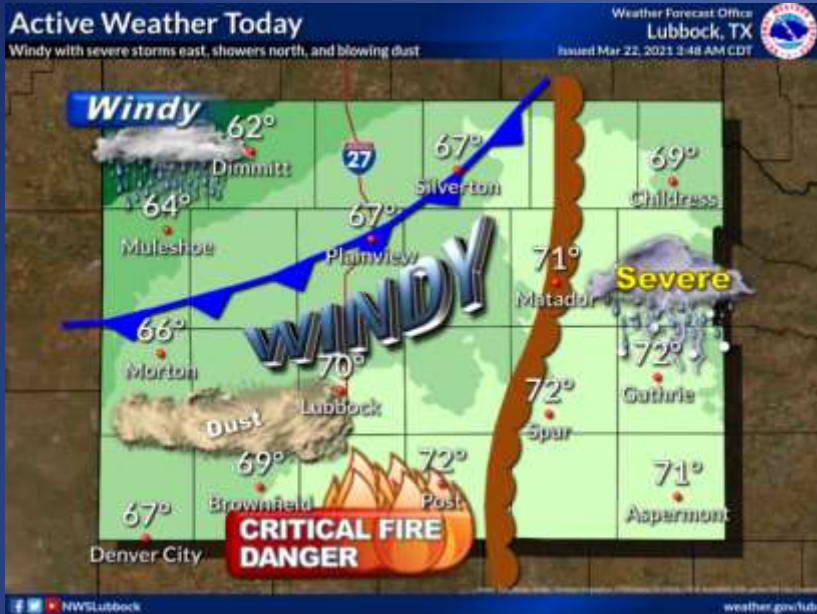 Active Weather Today
Windy with severe storms east, showers north, and blowing dust
Weather Forecast Office
Lubbock, TX
Issued Mar 22, 2021 3:48 AM CDT
Windy
62°
Dimmitt
27
67°
Silverton
69°
Childress
64°
Muleshoe
67°
Plainview
WINDY
71°
Matador
Severe
66°
Morton
70°
Lubbock
72°
Guthrie
Dust
72°
Spur
69°
Brownfield
72°
Post
71°
Aspermont
67°
Denver City
CRITICAL FIRE
DANGER
NWSLubbock
weather.gov/lub